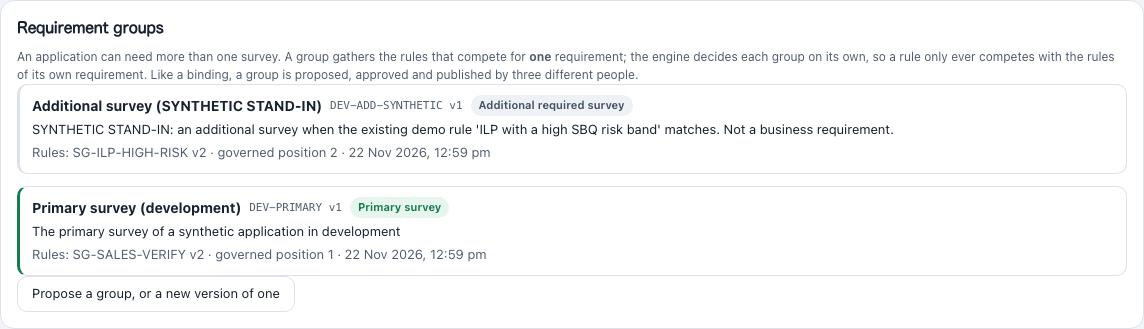 Requirement groups
An application can need more than one survey. A group gathers the rules that compete for one requirement; the engine decides each group on its own, so a rule only ever competes with the rules
of its own requirement. Like a binding, a group is proposed, approved and published by three different people.
Additional survey (SYNTHETIC STAND-IN) DEV-ADD-SYNTHETIC v1 Additional required survey
SYNTHETIC STAND-IN: an additional survey when the existing demo rule 'ILP with a high SBQ risk band' matches. Not a business requirement.
Rules: SG-ILP-HIGH-RISK v2 · governed position 2 · 22 Nov 2026, 12:59 pm
Primary survey (development) DEV-PRIMARY v1 Primary survey
The primary survey of a synthetic application in development
Rules: SG-SALES-VERIFY v2 · governed position 1 · 22 Nov 2026, 12:59 pm
Propose a group, or a new version of one